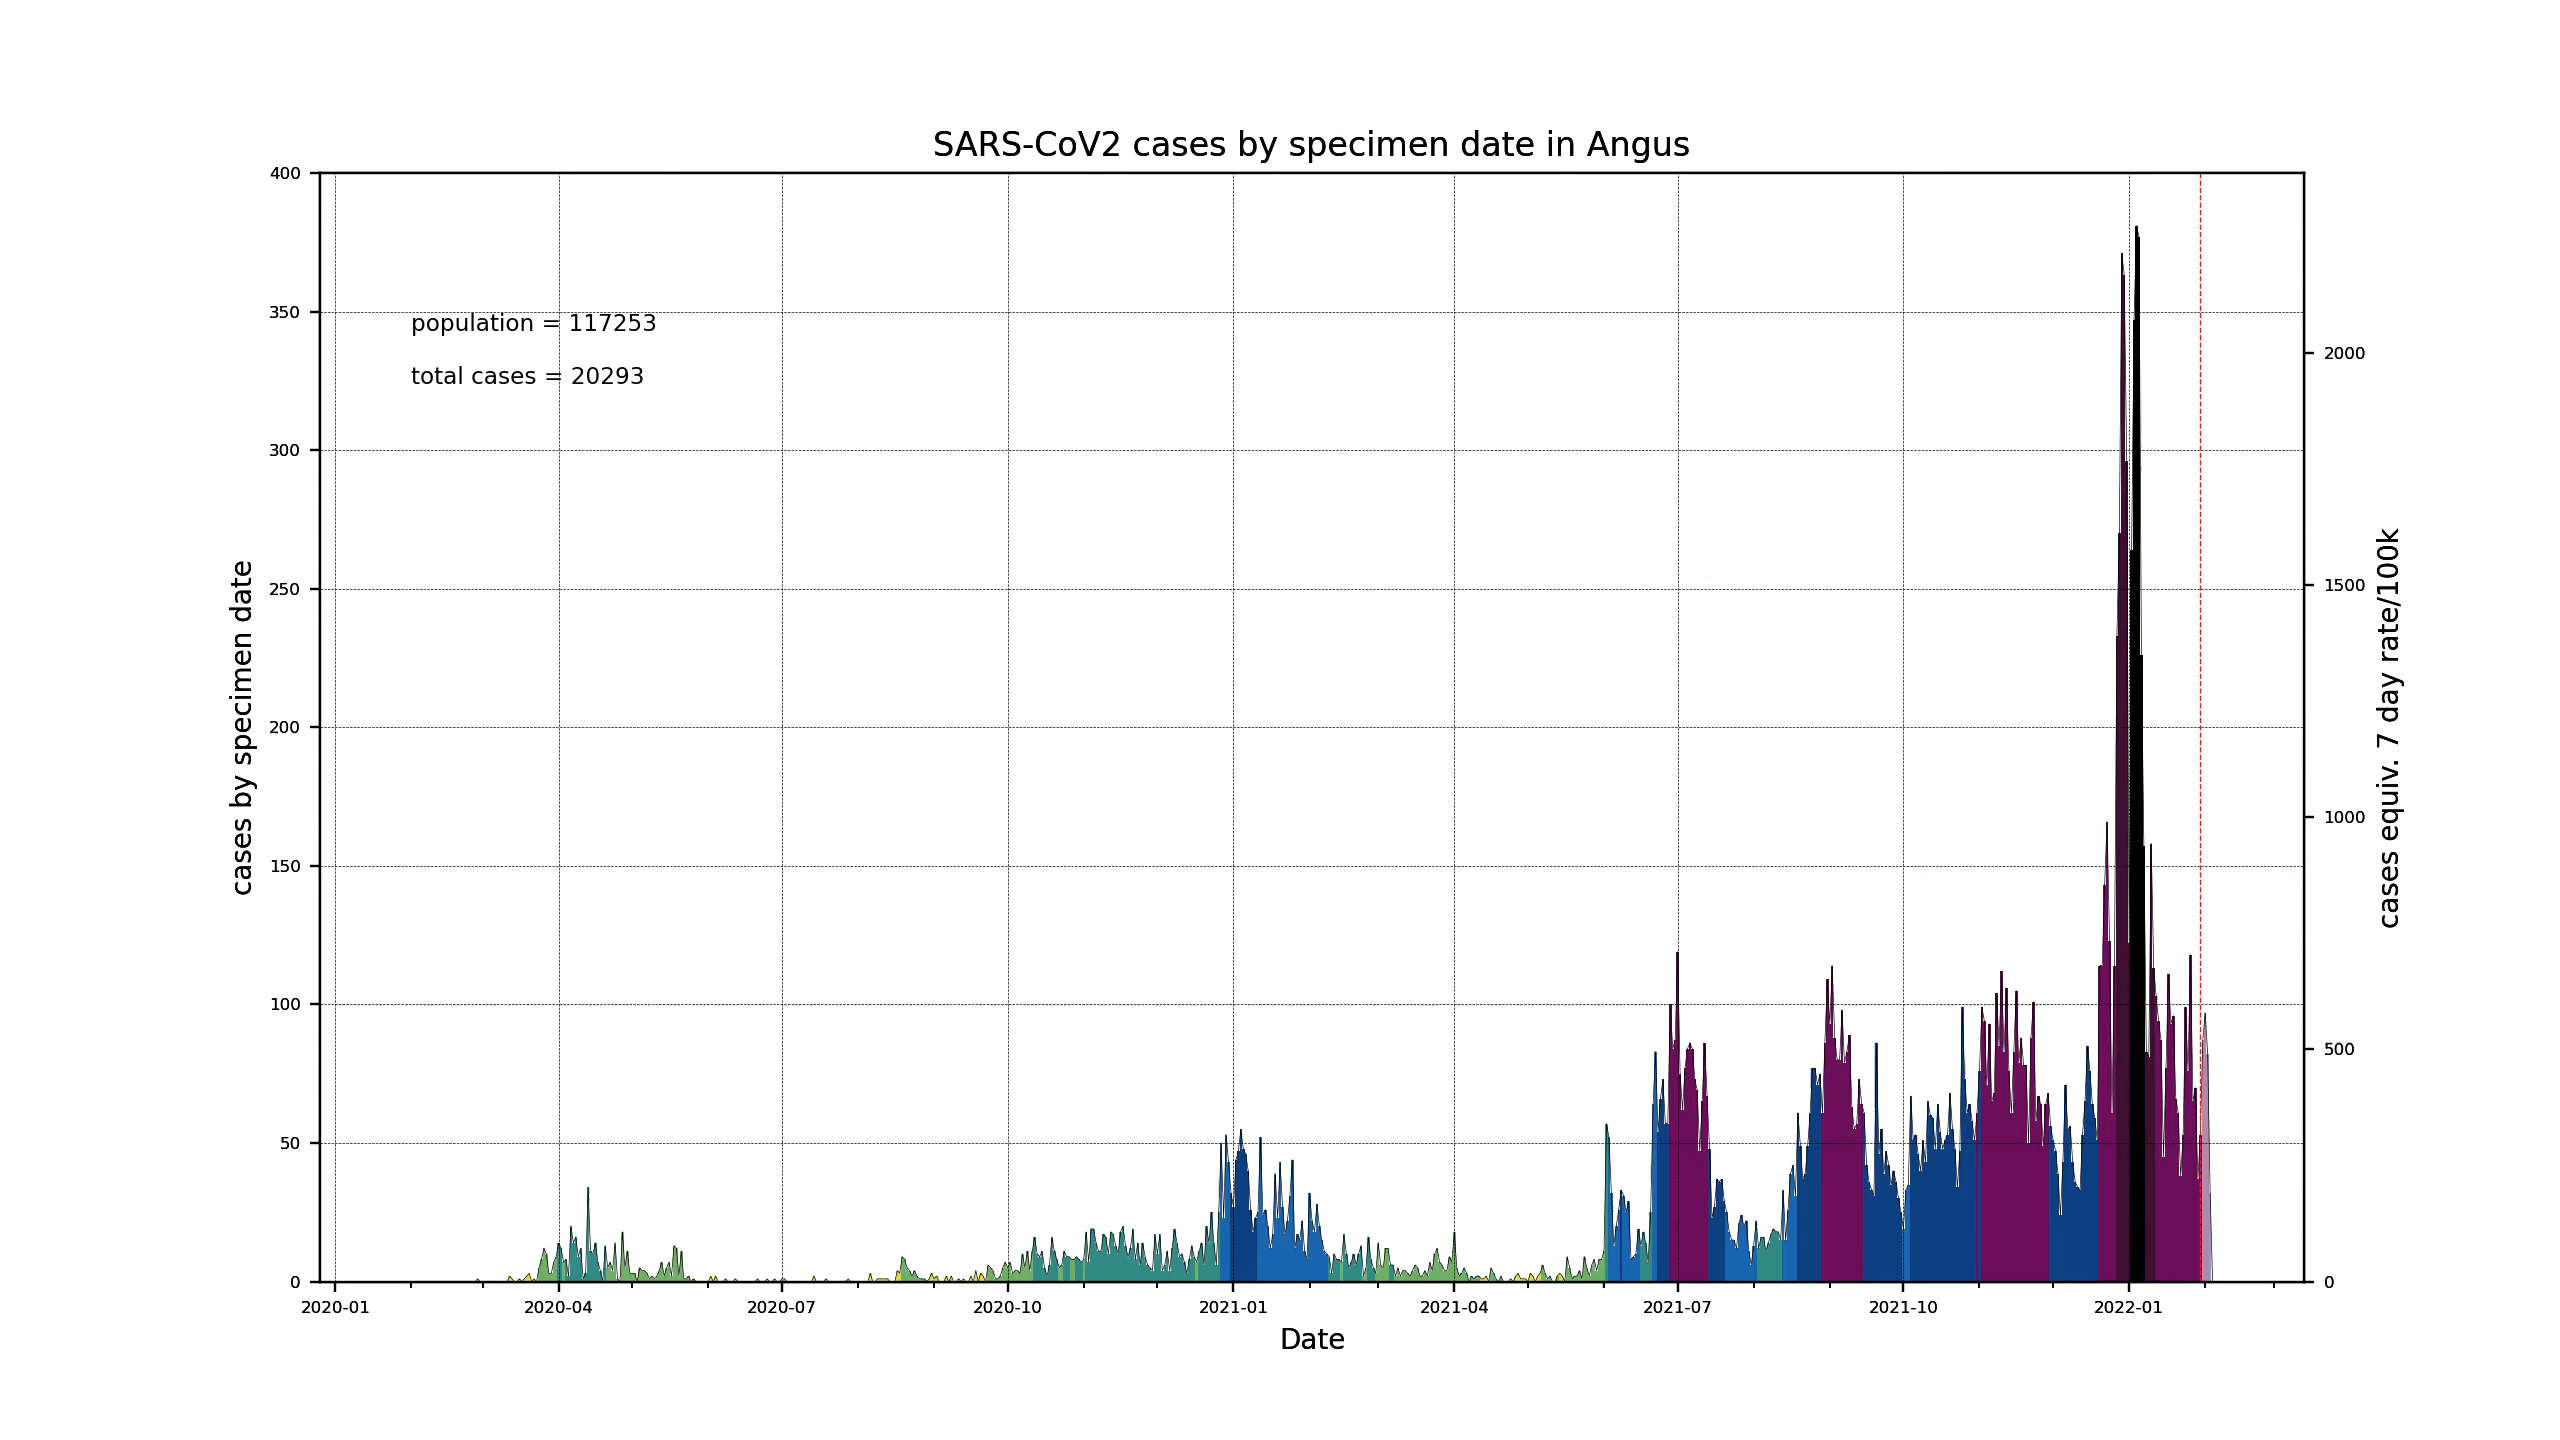 SARS-CoV2 cases by specimen date in Angus
400
350
300
250
200
150
100
50
0
cases by specimen date
population = 117253
total cases = 20293
2000
1500
1000
500
0
cases equiv. 7 day rate/100k
2020-01 2020-04 2020-07 2020-10 2021-01 2021-04 2021-07 2021-10 2022-01
Date